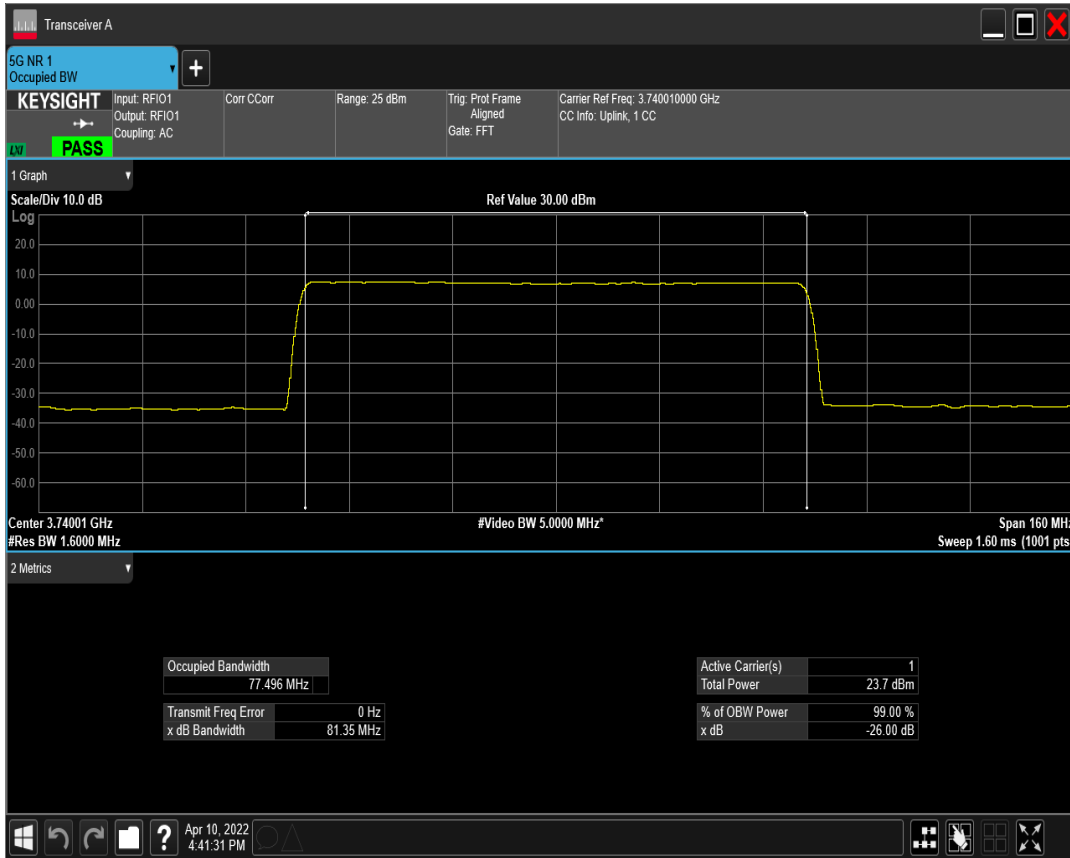 Transceiver A
5G NR 1
Occupied BW
+
KEYSIGHT
LXI
PASS
Input: RFIO1
Output: RFIO1
Coupling: AC
Corr CCorr
Range: 25 dBm
Trig: Prot Frame
Aligned
Gate: FFT
Carrier Ref Freq: 3.740010000 GHz
CC Info: Uplink, 1 CC
1 Graph
Scale/Div 10.0 dB
Ref Value 30.00 dBm
Log
20.0
10.0
0.00
-10.0
-20.0
-30.0
-40.0
-50.0
-60.0
Center 3.74001 GHz
#Video BW 5.0000 MHz*
Span 160 MHz
#Res BW 1.6000 MHz
Sweep 1.60 ms (1001 pts
2 Metrics
Occupied Bandwidth
77.496 MHz
Transmit Freq Error 0 Hz
x dB Bandwidth 81.35 MHz
Active Carrier(s) 1
Total Power 23.7 dBm
% of OBW Power 99.00 %
x dB -26.00 dB
?
Apr 10, 2022
4:41:31 PM